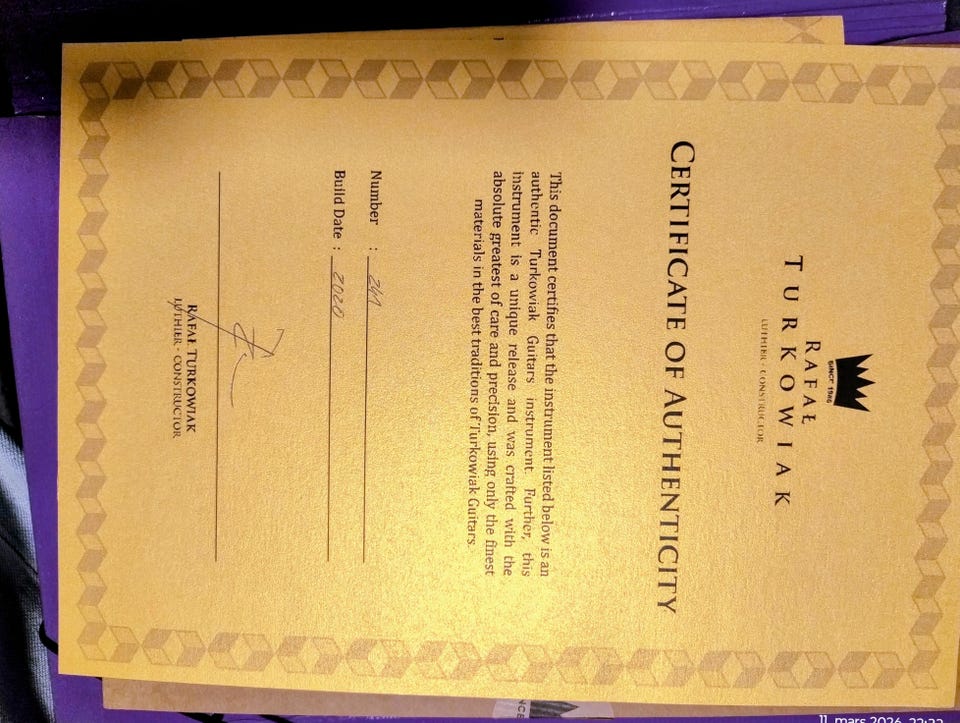 SINCE 1986
RAFAŁ
TURKOWIAK
LUTHIER · CONSTRUCTOR
CERTIFICATE OF AUTHENTICITY
This document certifies that the instrument listed below is an
authentic Turkowiak Guitars instrument. Further, this
instrument is a unique release and was crafted with the
absolute greatest of care and precision, using only the finest
materials in the best traditions of Turkowiak Guitars.
Number :
Build Date : 2020
RAFAŁ TURKOWIAK
LUTHIER · CONSTRUCTOR
11 mars 2026